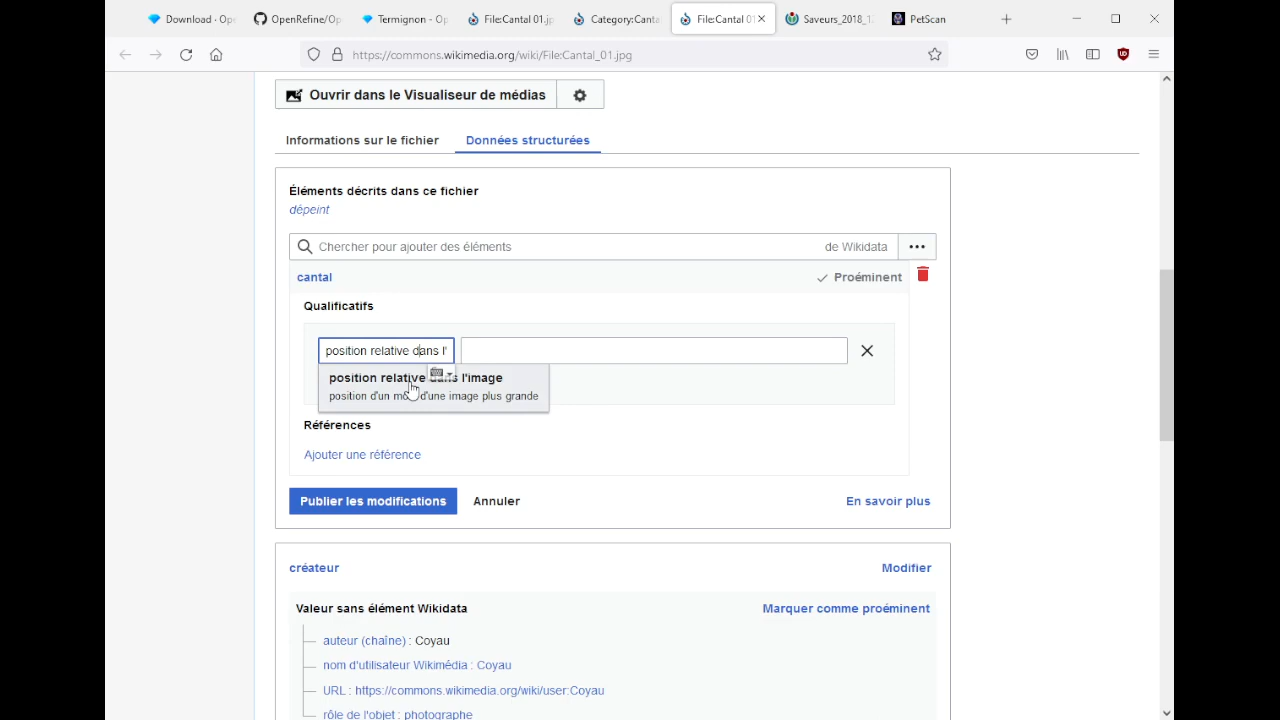 Download · Ope
OpenRefine/Op
Termignon - Op
File:Cantal 01.jp
Category:Canta
File:Cantal 01
Saveurs_2018_1
PetScan
https://commons.wikimedia.org/wiki/File:Cantal_01.jpg
Ouvrir dans le Visualiseur de médias
Informations sur le fichier
Données structurées
Éléments décrits dans ce fichier
dépeint
Chercher pour ajouter des éléments
de Wikidata
cantal
Proéminent
Qualificatifs
position relative dans l'
position relative dans l'image
position d'un d'une image plus grande
Références
Ajouter une référence
Publier les modifications
Annuler
En savoir plus
créateur
Modifier
Valeur sans élément Wikidata
Marquer comme proéminent
auteur (chaîne) : Coyau
nom d'utilisateur Wikimédia : Coyau
URL : https://commons.wikimedia.org/wiki/user:Coyau
rôle de l'objet : photographe